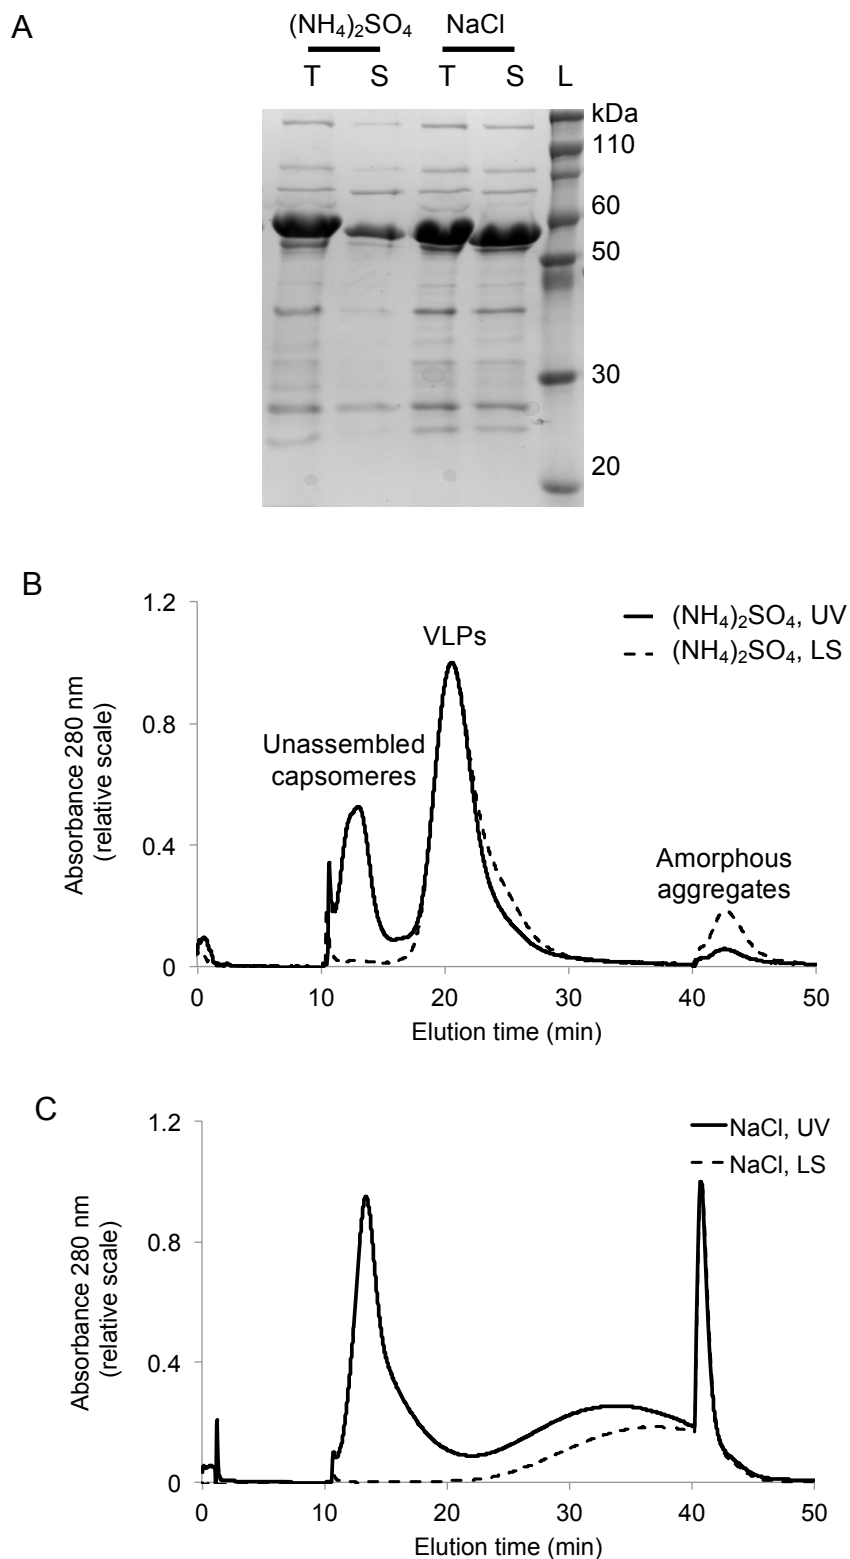 A
(NH₄)₂SO₄ NaCl
T S T S L
kDa
110
60
50
30
20
B
1.2
0.8
0.4
0
Absorbance 280 nm
(relative scale)
VLPs
Unassembled
capsomeres
Amorphous
aggregates
(NH₄)₂SO₄, UV
(NH₄)₂SO₄, LS
0 10 20 30 40 50
Elution time (min)
C
1.2
0.8
0.4
0
Absorbance 280 nm
(relative scale)
NaCl, UV
NaCl, LS
0 10 20 30 40 50
Elution time (min)